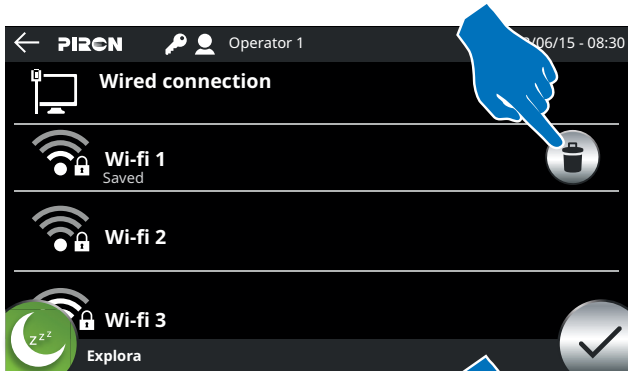 PIRON Operator 1 /06/15 - 08:30
Wired connection
Wi-fi 1
Saved
Wi-fi 2
Wi-fi 3
zzz
Explora